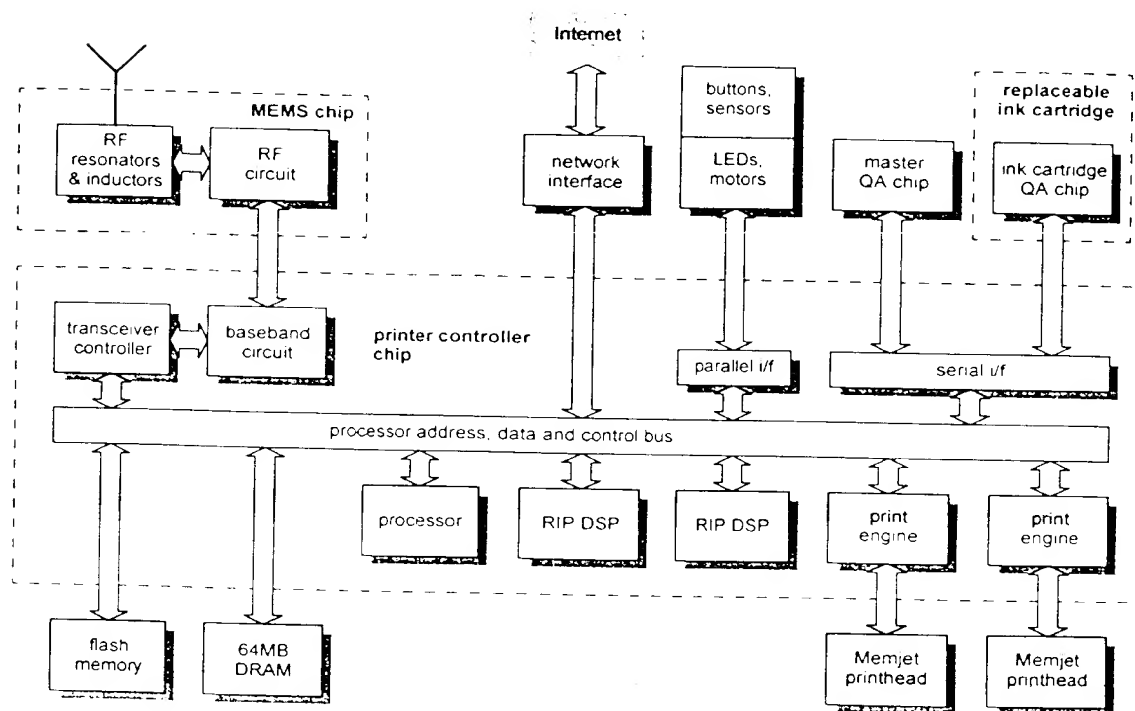 Internet
MEMS chip
RF
resonators
& inductors
RF
circuit
network
interface
buttons,
sensors
LEDs,
motors
master
QA chip
replaceable
ink cartridge
ink cartridge
QA chip
transceiver
controller
baseband
circuit
printer controller
chip
parallel i/f
serial i/f
processor address, data and control bus
processor
RIP DSP
RIP DSP
print
engine
print
engine
flash
memory
64MB
DRAM
Memjet
printhead
Memjet
printhead